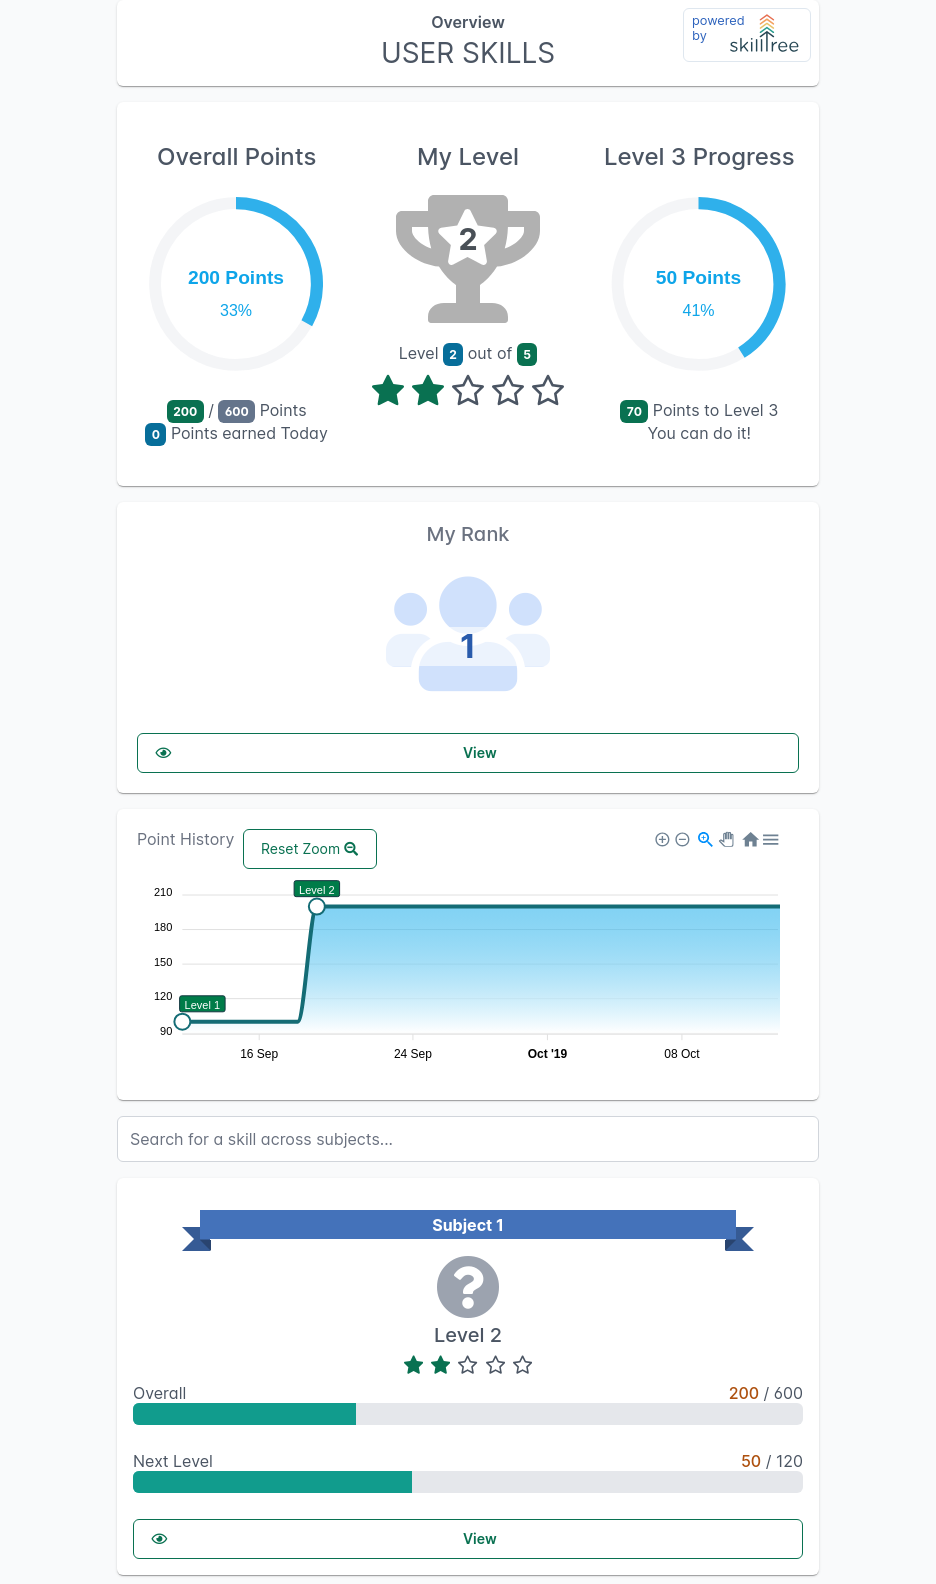 Overview
USER SKILLS
powered
by
skilltree
Overall Points
My Level
Level 3 Progress
2
200 Points
33%
50 Points
41%
Level 2 out of 5
200 / 600 Points
0 Points earned Today
70 Points to Level 3
You can do it!
My Rank
1
View
Point History
Reset Zoom
210
180
150
120
90
Level 2
Level 1
16 Sep
24 Sep
Oct '19
08 Oct
Search for a skill across subjects...
Subject 1
Level 2
Overall
200 / 600
Next Level
50 / 120
View